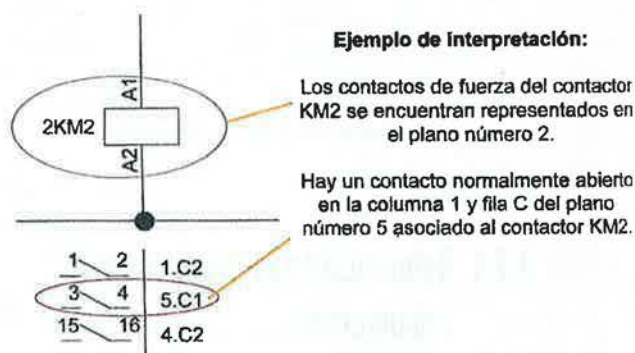 Ejemplo de interpretación:
Los contactos de fuerza del contactor
KM2 se encuentran representados en
el plano número 2.
Hay un contacto normalmente abierto
en la columna 1 y fila C del plano
número 5 asociado al contactor KM2.
A1
2KM2
A2
1 2 1.C2
3 4 5.C1
15 16 4.C2